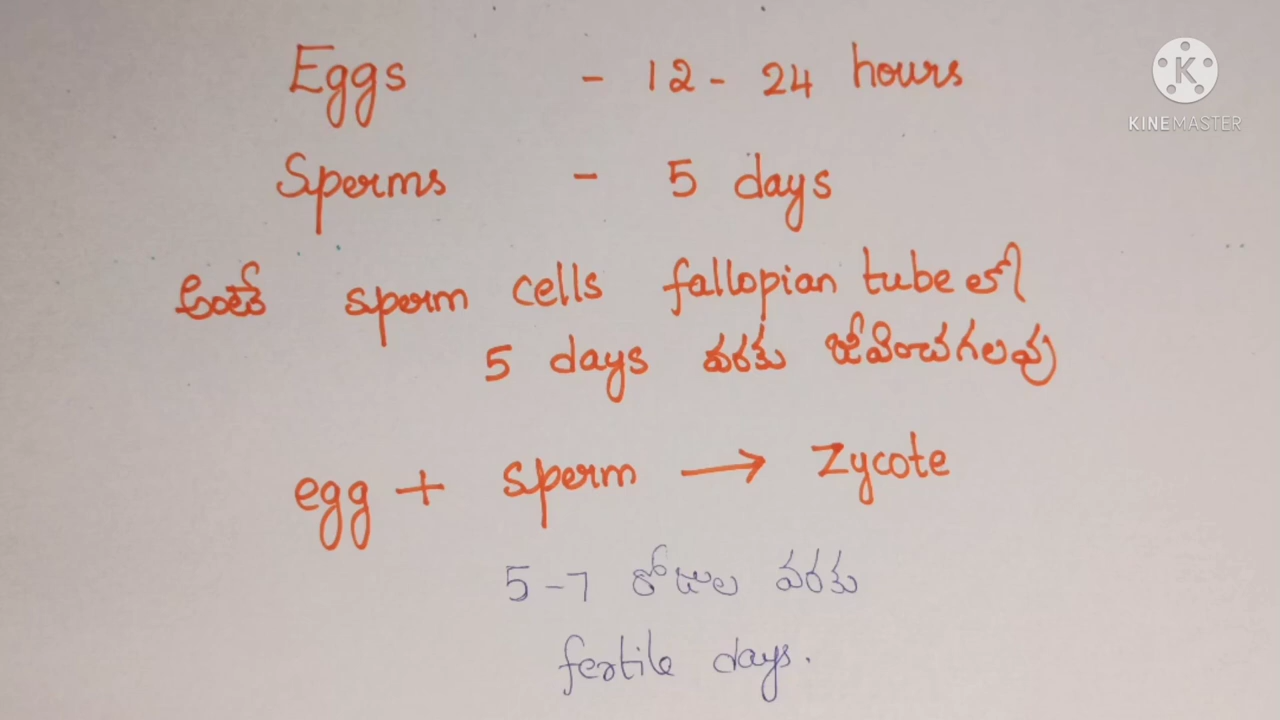 Eggs - 12 - 24 hours
Sperms - 5 days
అంటే sperm cells fallopian tube లో
5 days వరకు జీవించగలవు
egg + sperm → Zycote
5-7 రోజుల వరకు
fertile days.
K
KINEMASTER